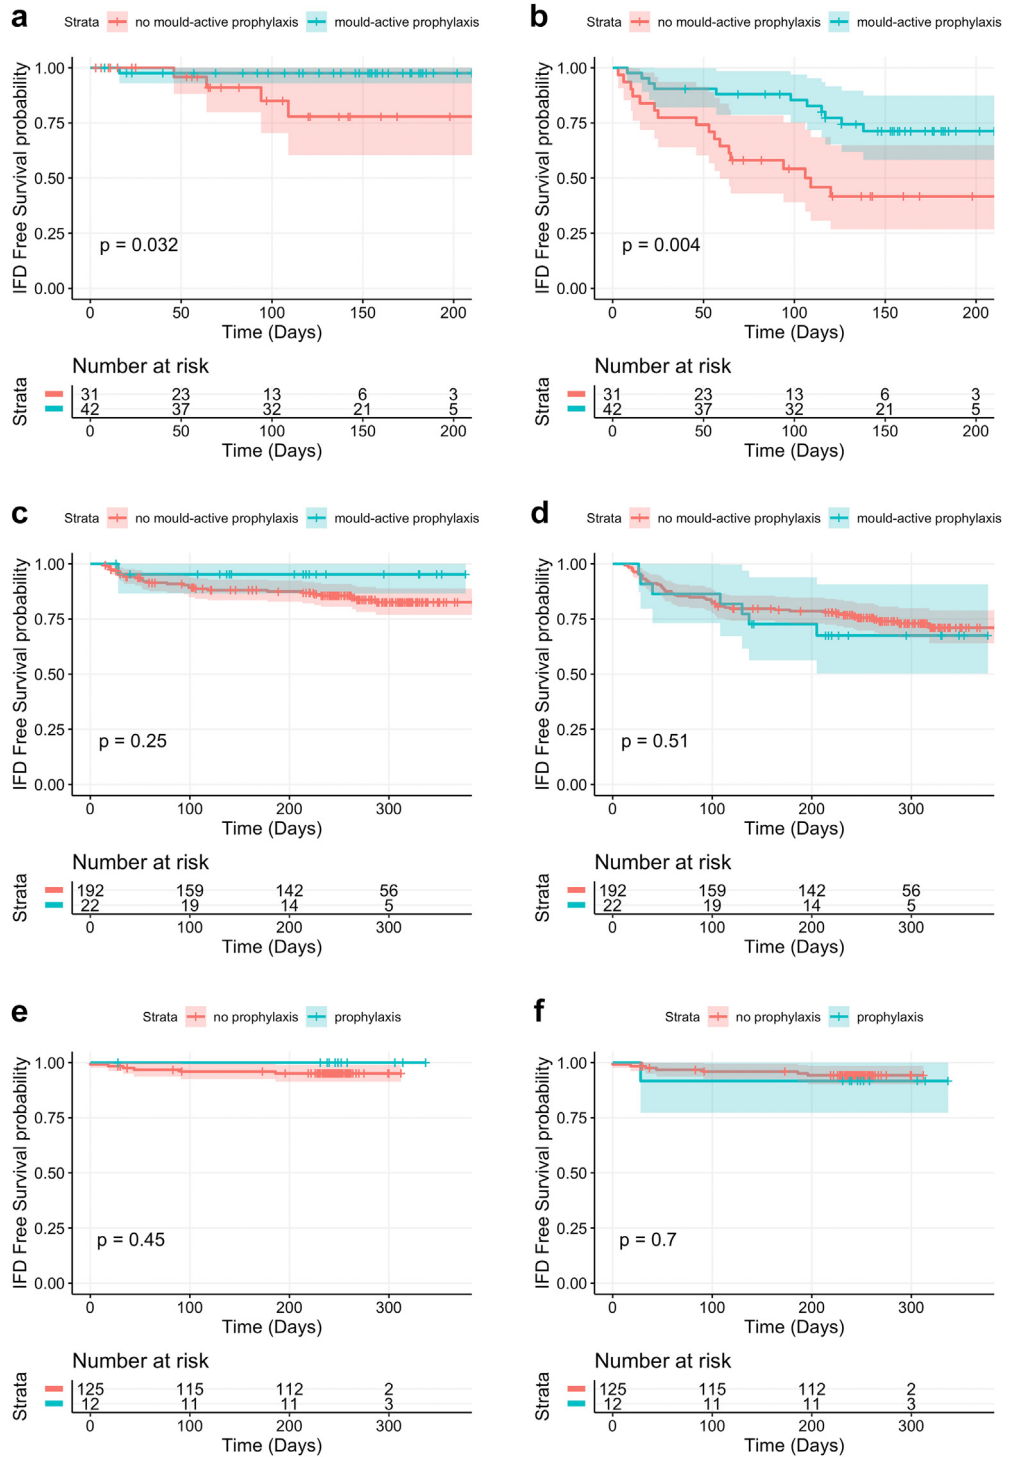 a
Strata no mould-active prophylaxis mould-active prophylaxis
IFD Free Survival probability
1.00
0.75
0.50
0.25
0.00
p = 0.032
0 50 100 150 200
Time (Days)
Number at risk
Strata
31 23 13 6 3
42 37 32 21 5
0 50 100 150 200
Time (Days)
b
Strata no mould-active prophylaxis mould-active prophylaxis
IFD Free Survival probability
1.00
0.75
0.50
0.25
0.00
p = 0.004
0 50 100 150 200
Time (Days)
Number at risk
Strata
31 23 13 6 3
42 37 32 21 5
0 50 100 150 200
Time (Days)
c
Strata no mould-active prophylaxis mould-active prophylaxis
IFD Free Survival probability
1.00
0.75
0.50
0.25
0.00
p = 0.25
0 100 200 300
Time (Days)
Number at risk
Strata
192 159 142 56
22 19 14 5
0 100 200 300
Time (Days)
d
Strata no mould-active prophylaxis mould-active prophylaxis
IFD Free Survival probability
1.00
0.75
0.50
0.25
0.00
p = 0.51
0 100 200 300
Time (Days)
Number at risk
Strata
192 159 142 56
22 19 14 5
0 100 200 300
Time (Days)
e
Strata no prophylaxis prophylaxis
IFD Free Survival probability
1.00
0.75
0.50
0.25
0.00
p = 0.45
0 100 200 300
Time (Days)
Number at risk
Strata
125 115 112 2
12 11 11 3
0 100 200 300
Time (Days)
f
Strata no prophylaxis prophylaxis
IFD Free Survival probability
1.00
0.75
0.50
0.25
0.00
p = 0.7
0 100 200 300
Time (Days)
Number at risk
Strata
125 115 112 2
12 11 11 3
0 100 200 300
Time (Days)